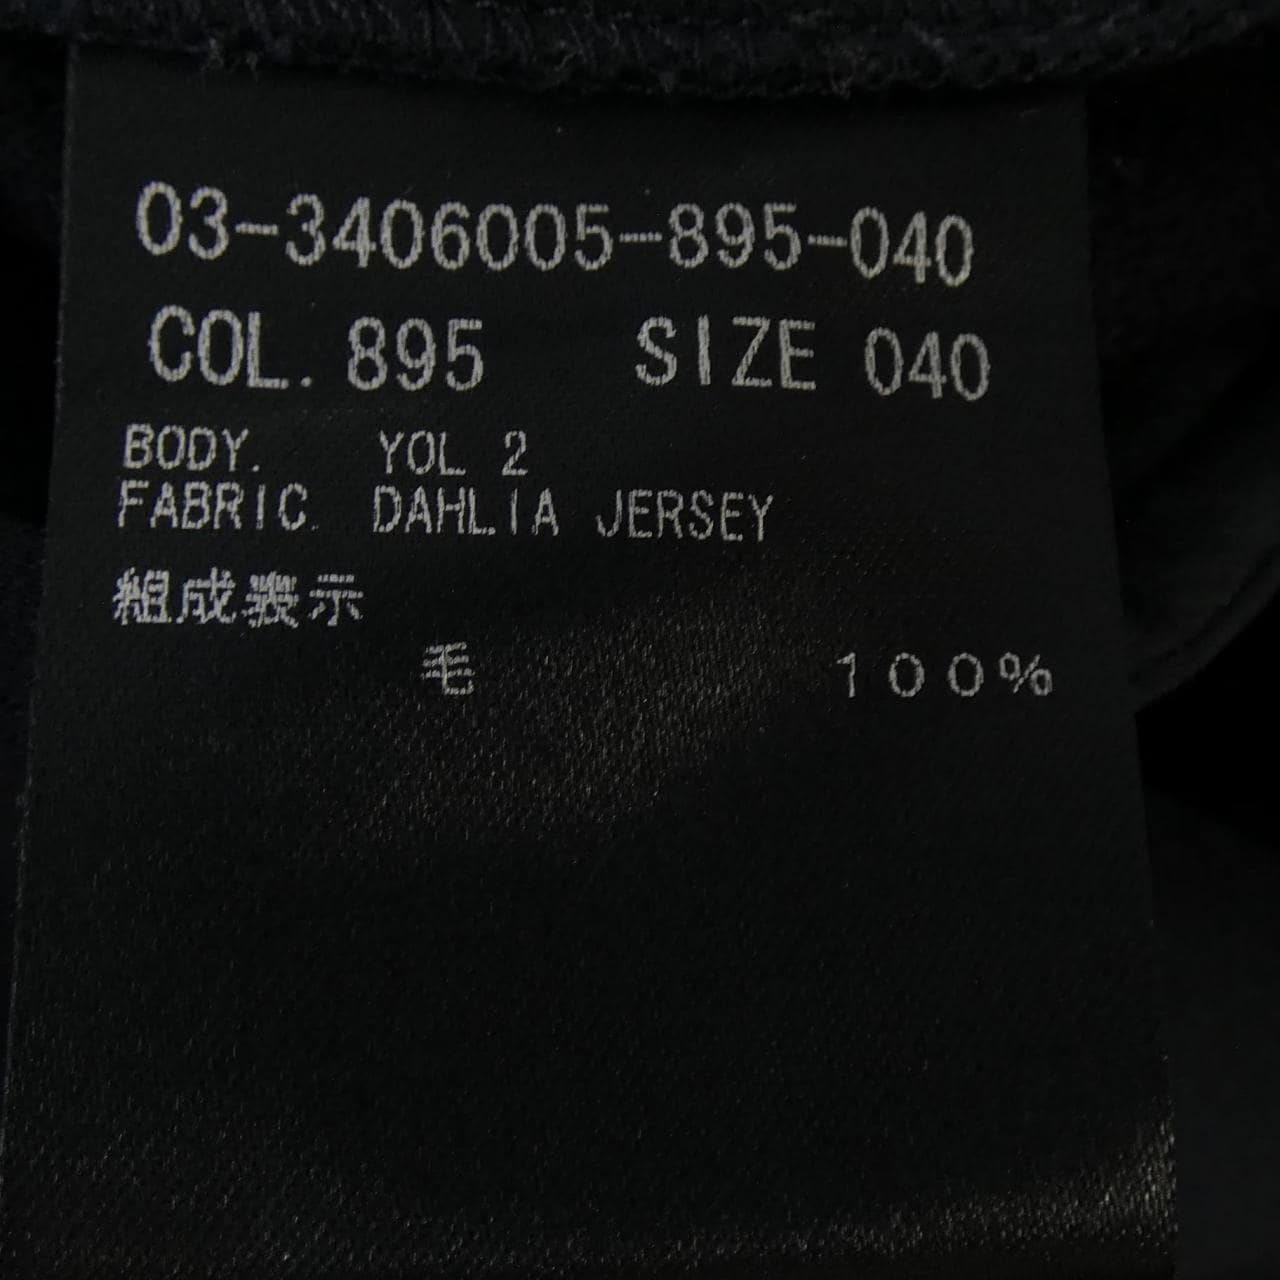 03-3406005-895-040
COL. 895 SIZE 040
BODY. YOL 2
FABRIC. DAHLIA JERSEY
組成表示
毛 100%